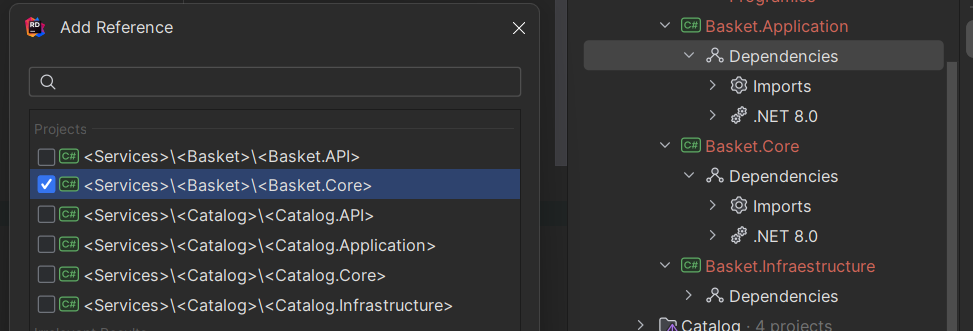 RD
Add Reference
Projects
C# <Services>\<Basket>\<Basket.API>
C# <Services>\<Basket>\<Basket.Core>
C# <Services>\<Catalog>\<Catalog.API>
C# <Services>\<Catalog>\<Catalog.Application>
C# <Services>\<Catalog>\<Catalog.Core>
C# <Services>\<Catalog>\<Catalog.Infrastructure>
C# Basket.Application
Dependencies
Imports
.NET 8.0
C# Basket.Core
Dependencies
Imports
.NET 8.0
C# Basket.Infraestructure
Dependencies
Catalog · 4 projects